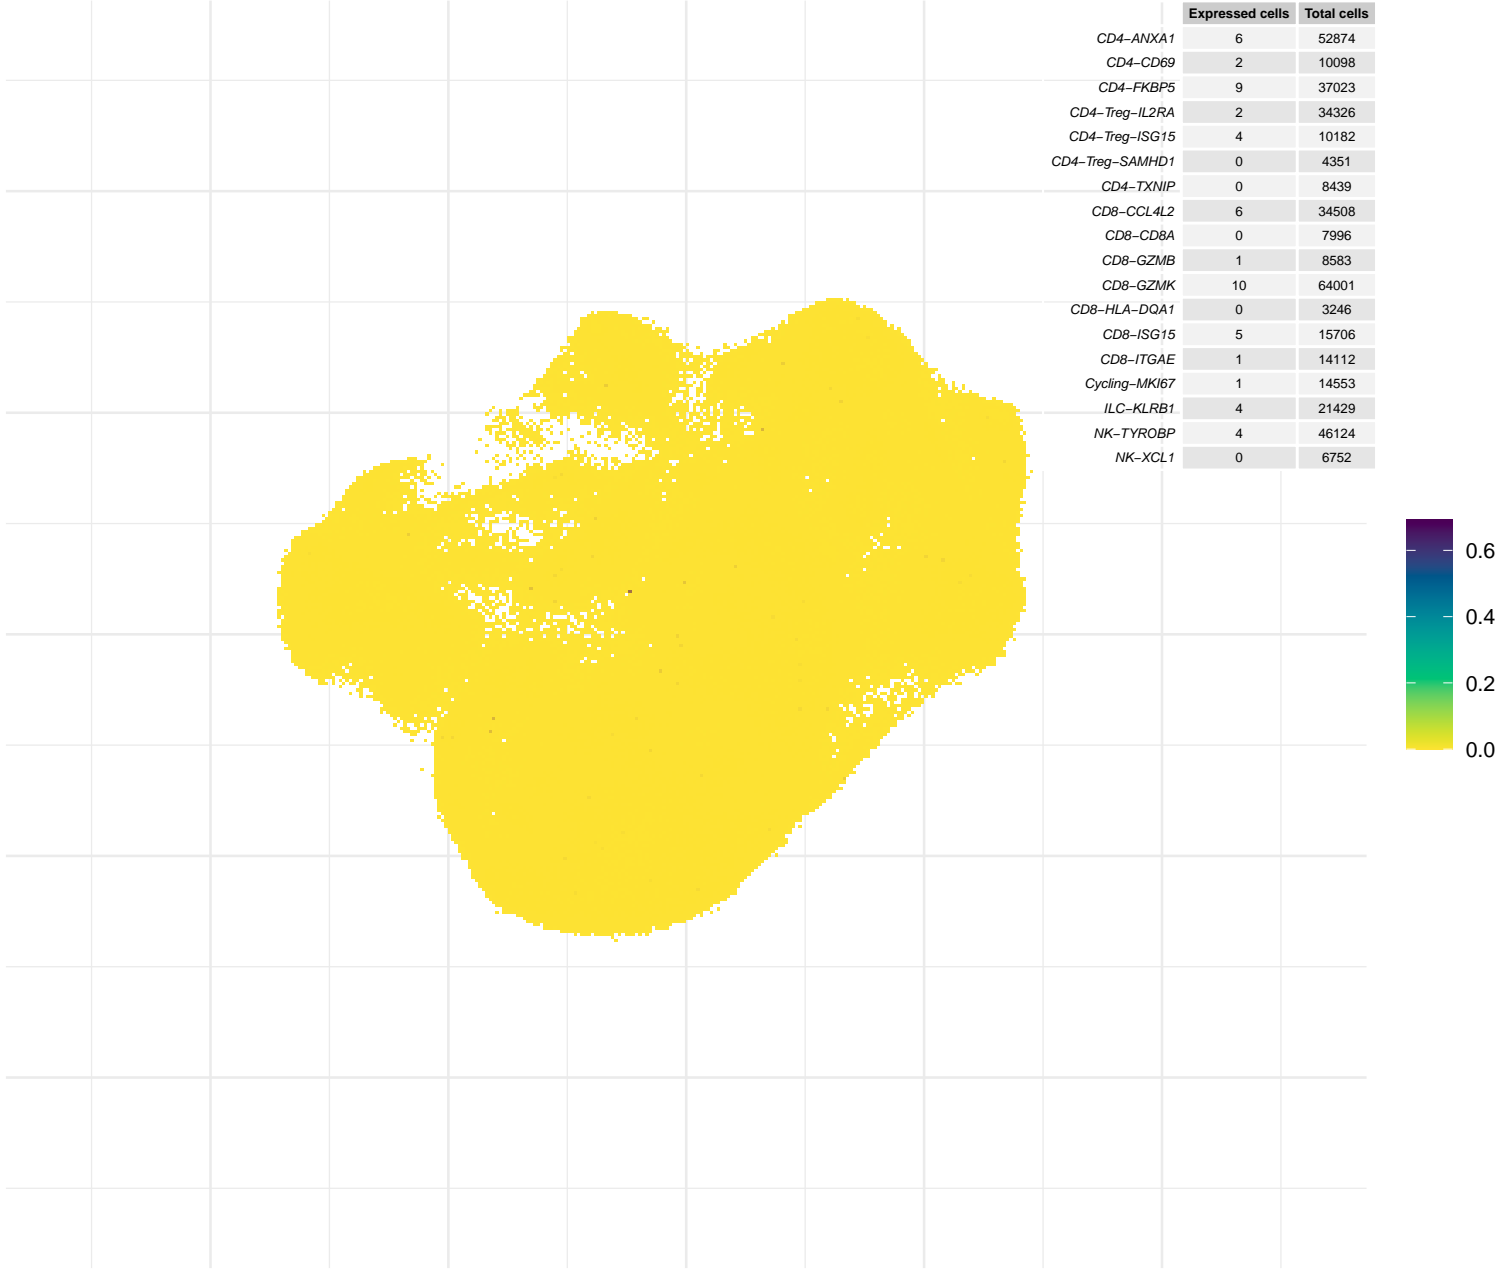 Expressed cells Total cells
CD4−ANXA1 6 52874
CD4−CD69 2 10098
CD4−FKBP5 9 37023
CD4−Treg−IL2RA 2 34326
CD4−Treg−ISG15 4 10182
CD4−Treg−SAMHD1 0 4351
CD4−TXNIP 0 8439
CD8−CCL4L2 6 34508
CD8−CD8A 0 7996
CD8−GZMB 1 8583
CD8−GZMK 10 64001
CD8−HLA−DQA1 0 3246
CD8−ISG15 5 15706
CD8−ITGAE 1 14112
Cycling−MKI67 1 14553
ILC−KLRB1 4 21429
NK−TYROBP 4 46124
NK−XCL1 0 6752
0.6
0.4
0.2
0.0